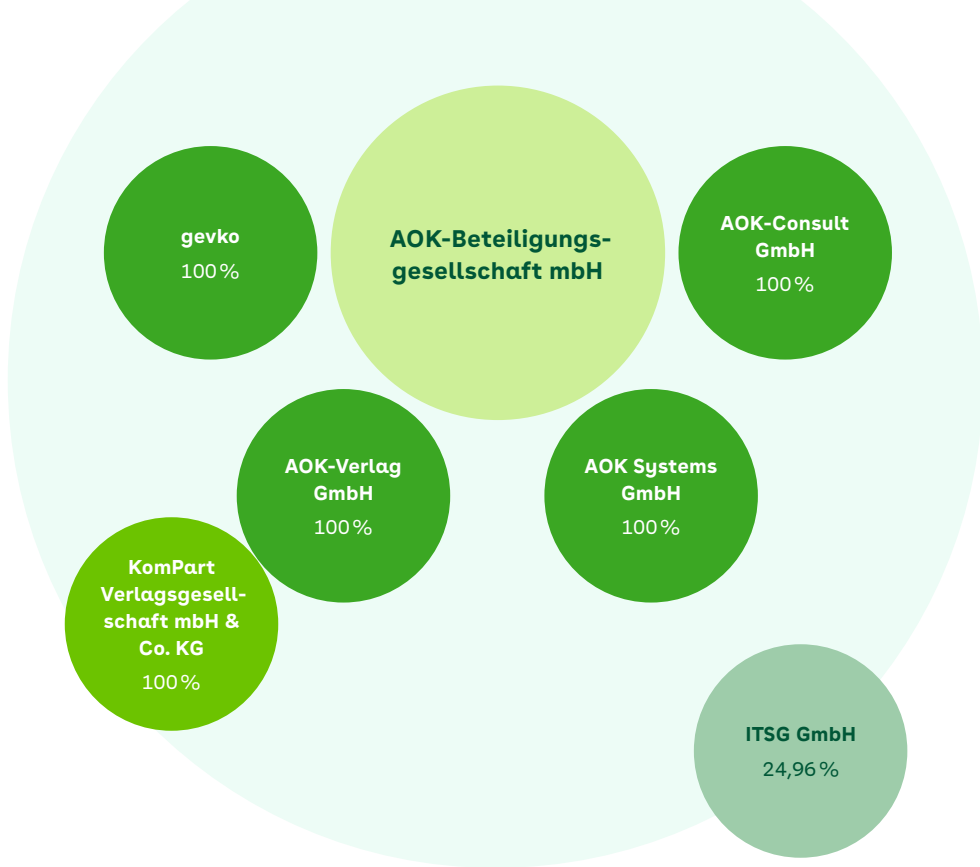 AOK-Beteiligungs-
gesellschaft mbH
gevko
100 %
AOK-Consult
GmbH
100 %
AOK-Verlag
GmbH
100 %
AOK Systems
GmbH
100 %
KomPart
Verlagsgesell-
schaft mbH &
Co. KG
100 %
ITSG GmbH
24,96 %